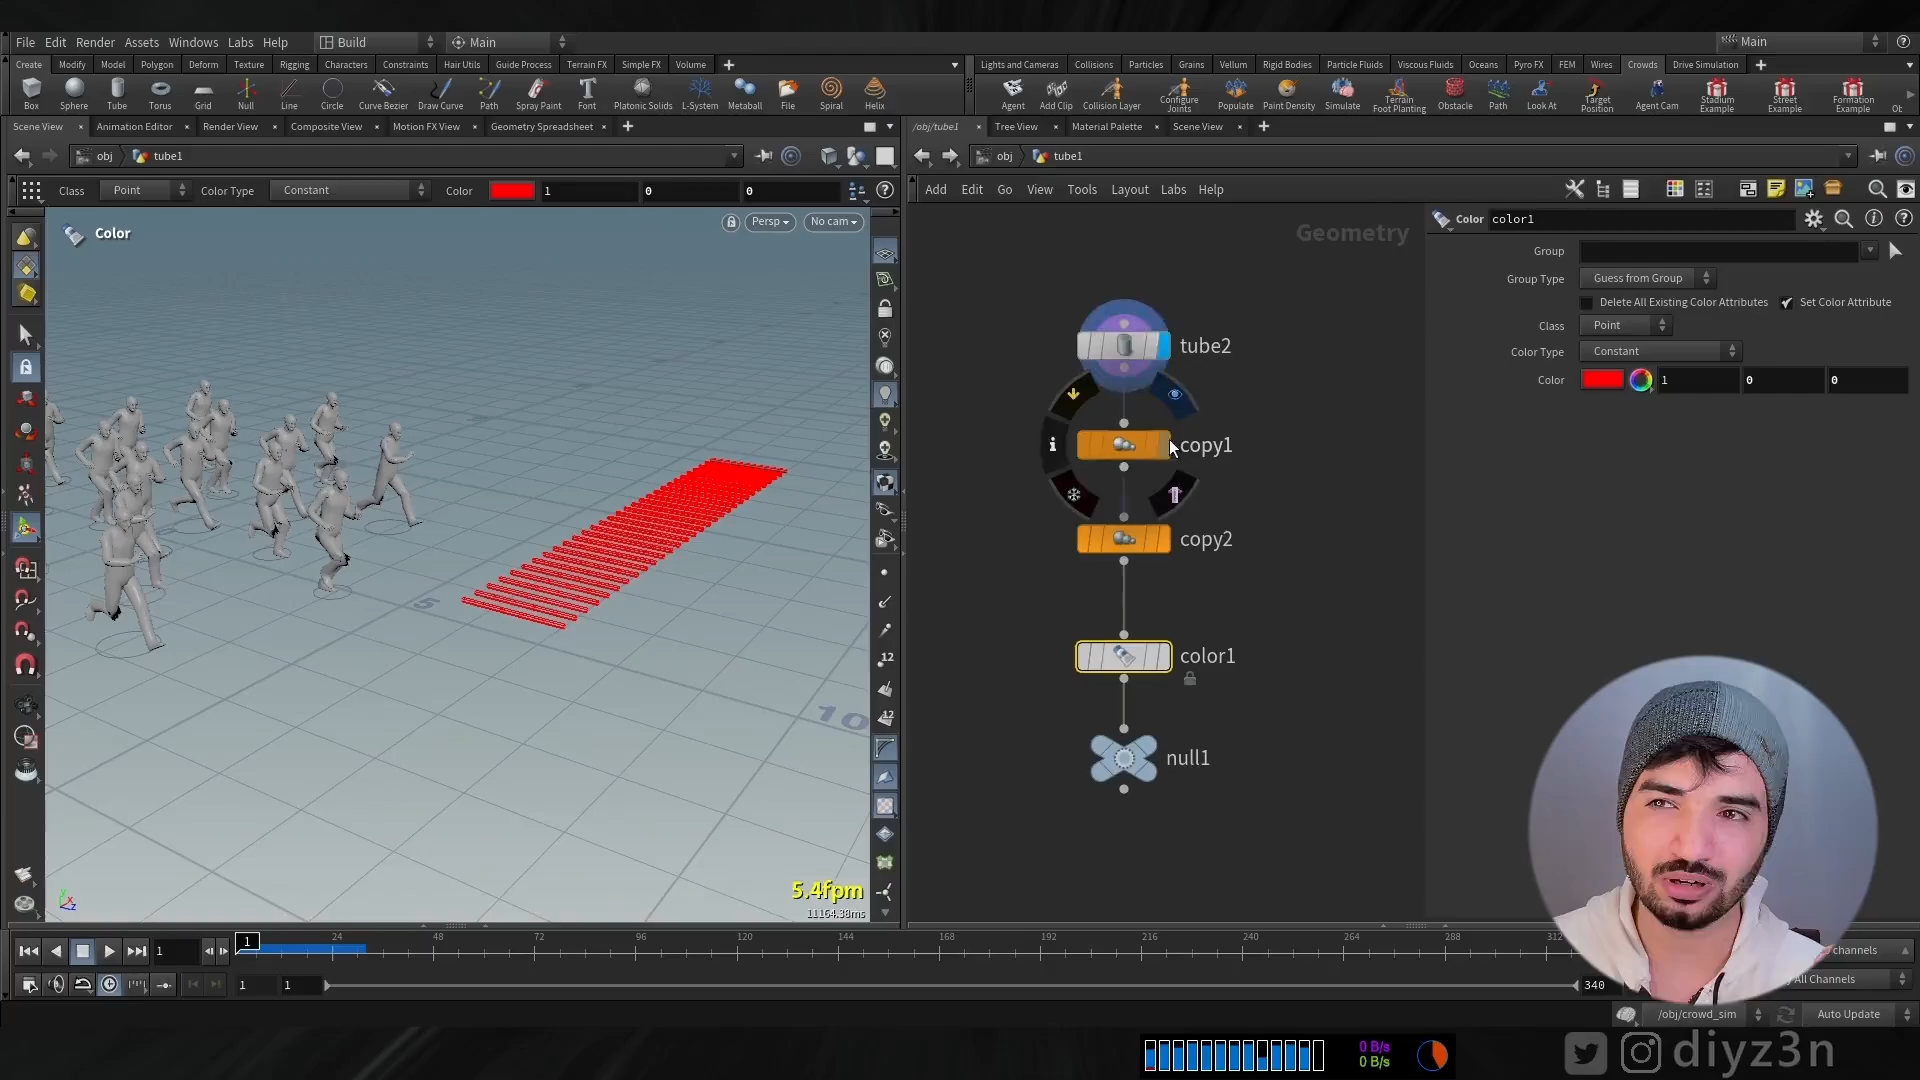 File Edit Render Assets Windows Labs Help Build Main Main
Create Modify Model Polygon Deform Texture Rigging Characters Constraints Hair Utils Guide Process Terrain FX Simple FX Volume
Lights and Cameras Collisions Particles Grains Vellum Rigid Bodies Particle Fluids Viscous Fluids Oceans Pyro FX FEM Wires Crowds Drive Simulation
Box Sphere Tube Torus Grid Null Line Circle Curve Bezier Draw Curve Path Spray Paint Font Platonic Solids L-System Metaball File Spiral Helix
Agent Add Clip Collision Layer Configure Joints Populate Paint Density Simulate Terrain Foot Planting Obstacle Path Look At Target Position Agent Cam Stadium Example Street Example Formation Example
Scene View Animation Editor Render View Composite View Motion FX View Geometry Spreadsheet
/obj/tube1 Tree View Material Palette Scene View
obj tube1
obj tube1
Class Point Color Type Constant Color 1 0 0
Add Edit Go View Tools Layout Labs Help
Color
Persp No cam
Geometry
Color color1
Group
Group Type Guess from Group
Delete All Existing Color Attributes Set Color Attribute
Class Point
Color Type Constant
Color 1 0 0
tube2
copy1
copy2
color1
null1
5
10
12
12
5.4fpm
11164.38ms
1 1 24 48 72 96 120 144 168 192 216 240 264 288 312
channels
1 1 340
All Channels
/obj/crowd_sim Auto Update
0 B/s
0 B/s
diyz3n